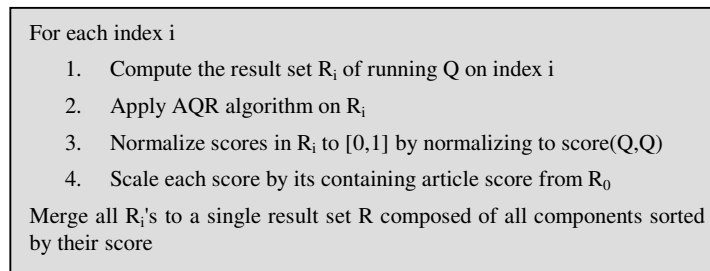 For each index i
1. Compute the result set Ri of running Q on index i
2. Apply AQR algorithm on Ri
3. Normalize scores in Ri to [0,1] by normalizing to score(Q,Q)
4. Scale each score by its containing article score from R0
Merge all Ri's to a single result set R composed of all components sorted
by their score